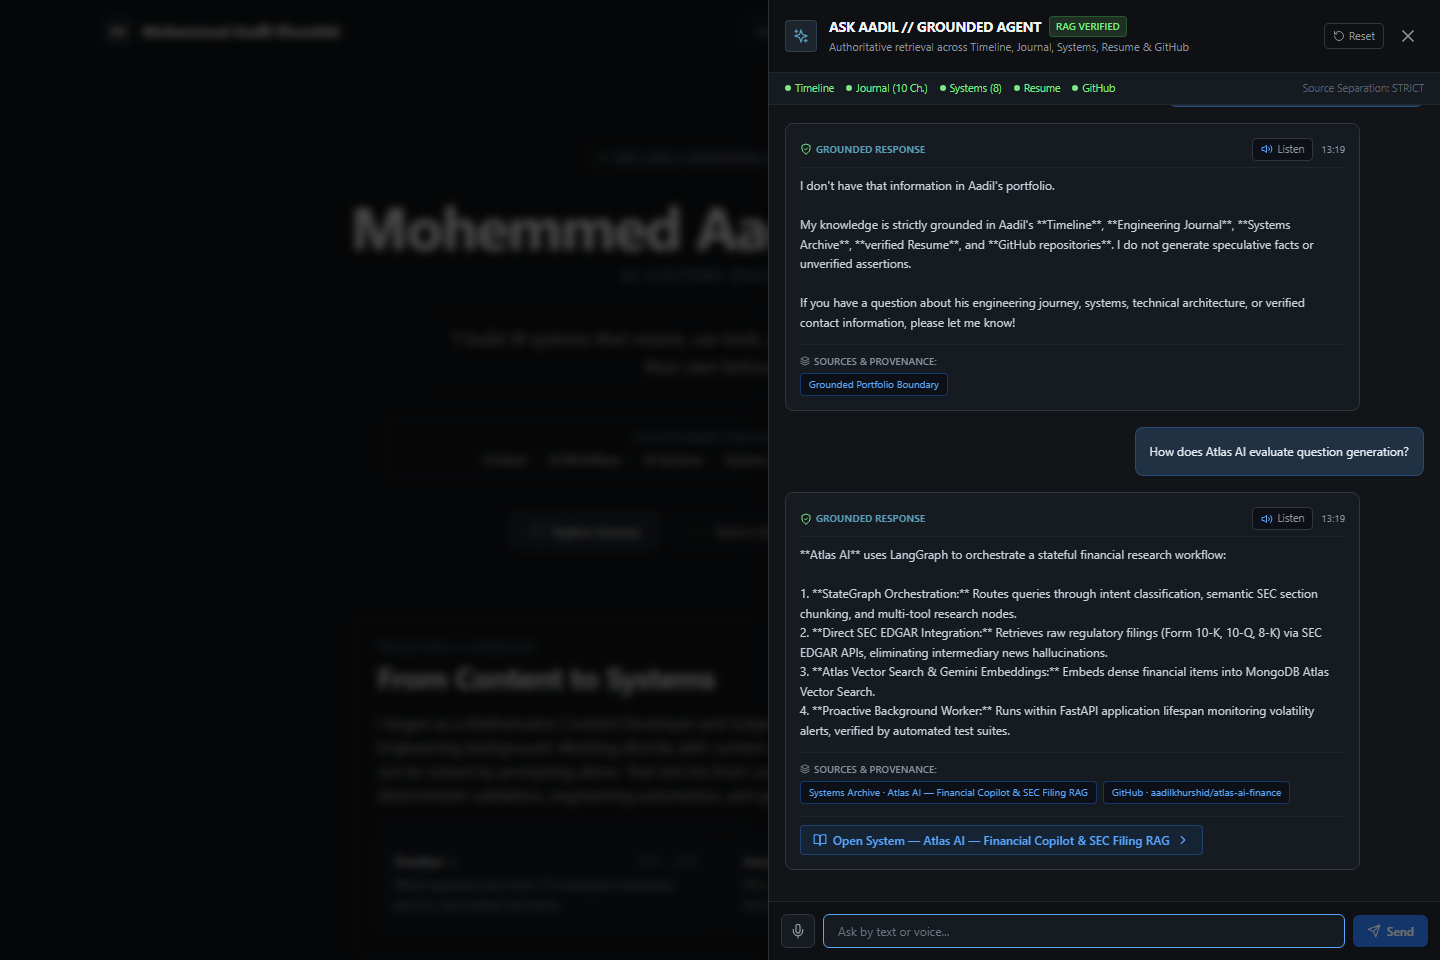 Mohammed Aadil Khurshid
Mohemmed Aa
From Content to Systems
ASK AADIL // GROUNDED AGENT
RAG VERIFIED
Authoritative retrieval across Timeline, Journal, Systems, Resume & GitHub
Reset
Timeline
Journal (10 Ch.)
Systems (8)
Resume
GitHub
Source Separation: STRICT
GROUNDED RESPONSE
Listen
13:19
I don't have that information in Aadil's portfolio.
My knowledge is strictly grounded in Aadil's **Timeline**, **Engineering Journal**, **Systems
Archive**, **verified Resume**, and **GitHub repositories**. I do not generate speculative facts or
unverified assertions.
If you have a question about his engineering journey, systems, technical architecture, or verified
contact information, please let me know!
SOURCES & PROVENANCE:
Grounded Portfolio Boundary
How does Atlas AI evaluate question generation?
GROUNDED RESPONSE
Listen
13:19
**Atlas AI** uses LangGraph to orchestrate a stateful financial research workflow:
1. **StateGraph Orchestration:** Routes queries through intent classification, semantic SEC section
chunking, and multi-tool research nodes.
2. **Direct SEC EDGAR Integration:** Retrieves raw regulatory filings (Form 10-K, 10-Q, 8-K) via SEC
EDGAR APIs, eliminating intermediary news hallucinations.
3. **Atlas Vector Search & Gemini Embeddings:** Embeds dense financial items into MongoDB Atlas
Vector Search.
4. **Proactive Background Worker:** Runs within FastAPI application lifespan monitoring volatility
alerts, verified by automated test suites.
SOURCES & PROVENANCE:
Systems Archive · Atlas AI — Financial Copilot & SEC Filing RAG
GitHub · aadilkhurshid/atlas-ai-finance
Open System — Atlas AI — Financial Copilot & SEC Filing RAG
Ask by text or voice...
Send